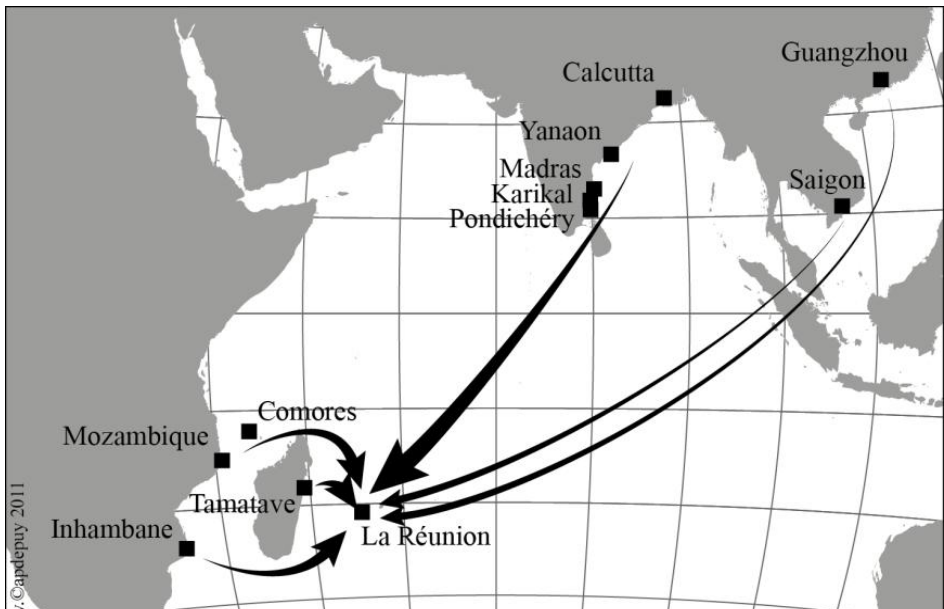 Guangzhou
Calcutta
Yanaon
Madras
Karikal
Pondichéry
Saigon
Comores
Mozambique
Tamatave
La Réunion
Inhambane
©apdepuy 2011